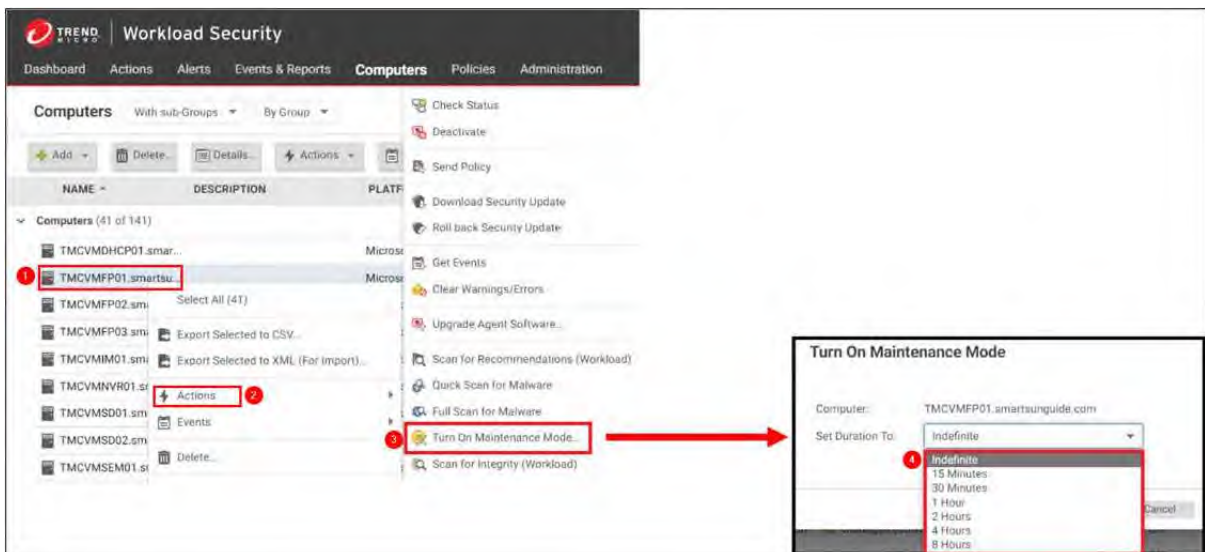 TREND MICRO | Workload Security
Dashboard Actions Alerts Events & Reports Computers Policies Administration
Computers With sub-Groups By Group
Add Delete... Details... Actions
NAME DESCRIPTION PLATF
Computers (41 of 141)
TMCVMDHCP01.smar... Microso
1 TMCVMFP01.smartsu... Microso
TMCVMFP02.sm
TMCVMFP03.sm
TMCVMIM01.sm
TMCVMNVR01.s
TMCVMSD01.sm
TMCVMSD02.sm
TMCVMSEM01.s
Select All (41)
Export Selected to CSV...
Export Selected to XML (For Import)...
Actions 2
Events
Delete...
Check Status
Deactivate
Send Policy
Download Security Update
Roll back Security Update
Get Events
Clear Warnings/Errors
Upgrade Agent Software...
Scan for Recommendations (Workload)
Quick Scan for Malware
Full Scan for Malware
3 Turn On Maintenance Mode...
Scan for Integrity (Workload)
Turn On Maintenance Mode
Computer: TMCVMFP01.smartsunguide.com
Set Duration To: Indefinite
4 Indefinite
15 Minutes
30 Minutes
1 Hour
2 Hours
4 Hours
8 Hours
Cancel